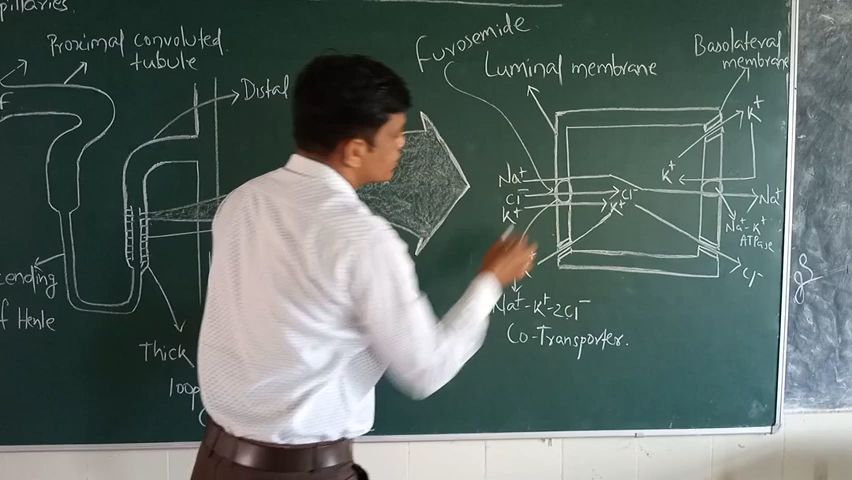 pillaries.
Proximal convoluted
tubule
Distal
Thick
loop
cending
f Henle
Furosemide
Luminal membrane
Basolateral
membrane
K⁺
K⁺
Na⁺
Cl⁻
K⁺
Cl⁻
K⁺
Na⁺
Na⁺-K⁺
ATPase
Cl⁻
Na⁺-K⁺-2Cl⁻
Co-Transporter.